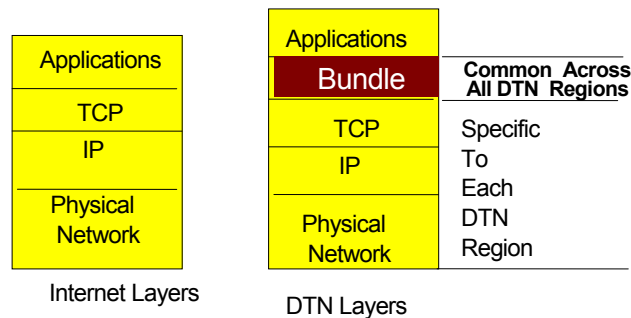 Applications
TCP
IP
Physical
Network
Internet Layers
Applications
Bundle
TCP
IP
Physical
Network
DTN Layers
Common Across
All DTN Regions
Specific
To
Each
DTN
Region